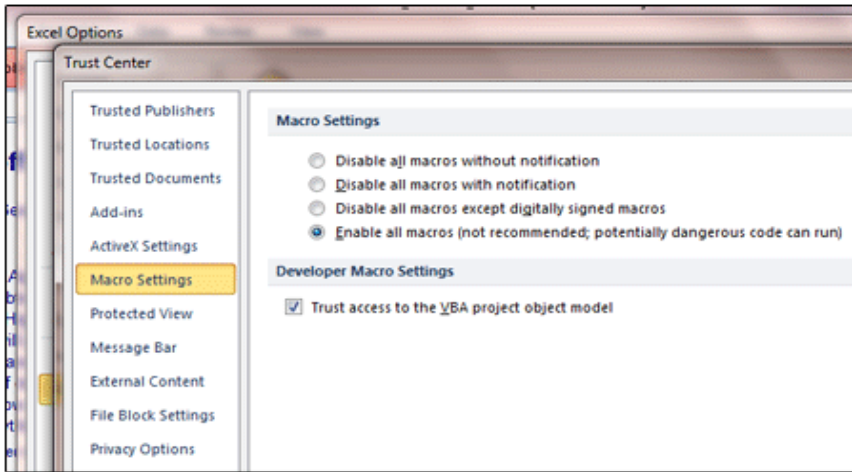 Excel Options
Trust Center
Trusted Publishers
Trusted Locations
Trusted Documents
Add-ins
ActiveX Settings
Macro Settings
Protected View
Message Bar
External Content
File Block Settings
Privacy Options
Macro Settings
Disable all macros without notification
Disable all macros with notification
Disable all macros except digitally signed macros
Enable all macros (not recommended; potentially dangerous code can run)
Developer Macro Settings
Trust access to the VBA project object model